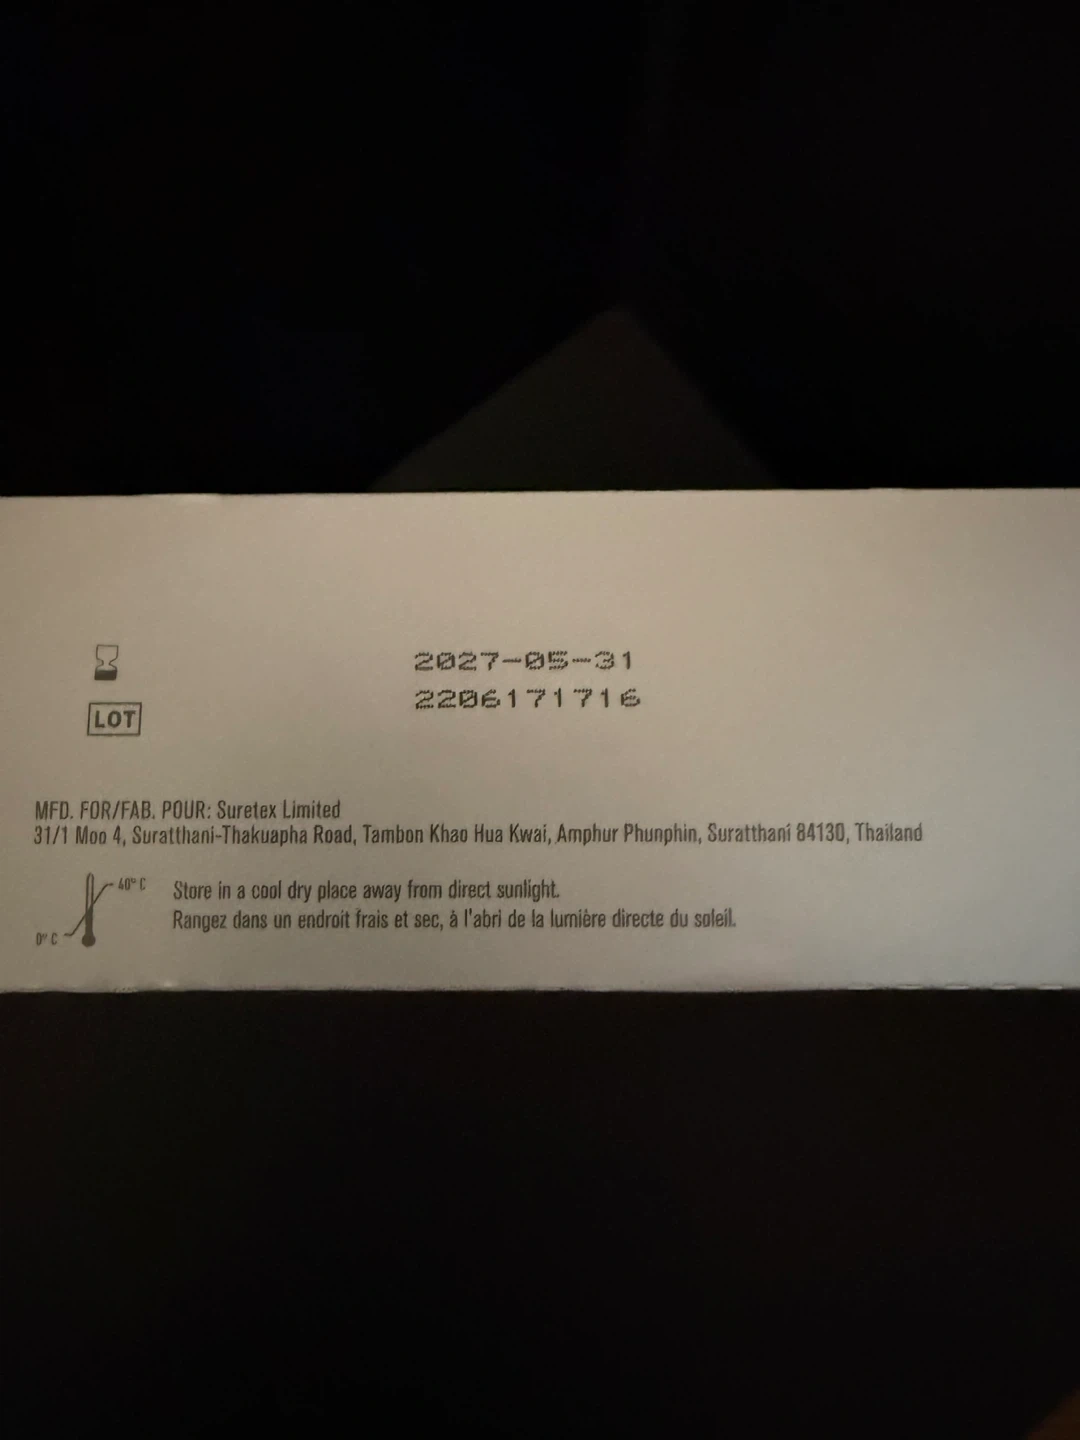 2027-05-31
LOT 2206171716
MFD. FOR/FAB. POUR: Suretex Limited
31/1 Moo 4, Suratthani-Thakuapha Road, Tambon Khao Hua Kwai, Amphur Phunphin, Suratthani 84130, Thailand
40° C
0° C
Store in a cool dry place away from direct sunlight.
Rangez dans un endroit frais et sec, à l'abri de la lumière directe du soleil.